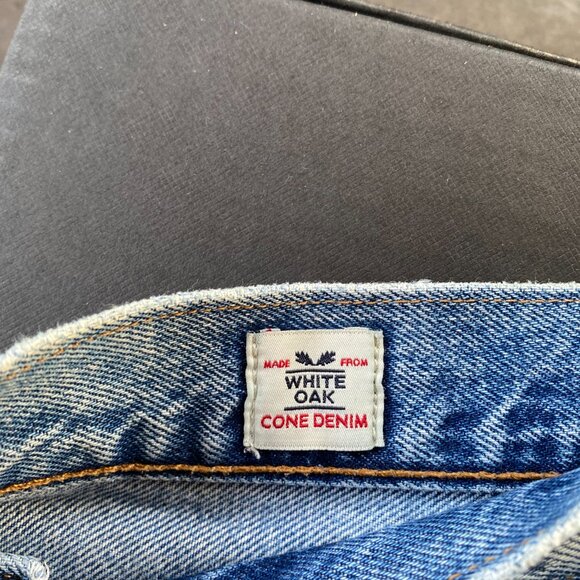 MADE FROM
WHITE
OAK
CONE DENIM